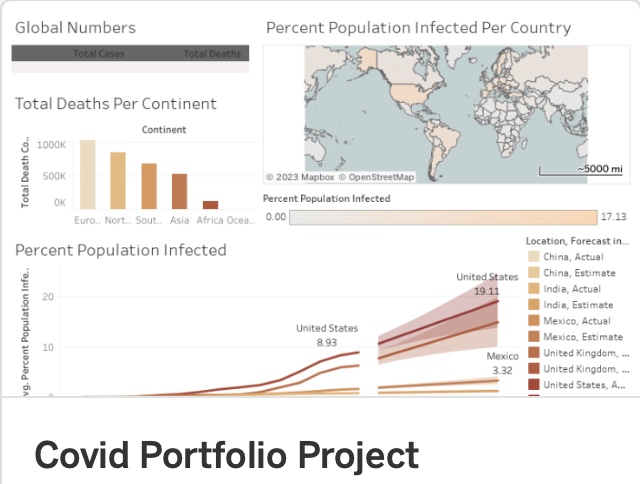 Global Numbers
Total Cases Total Deaths
Percent Population Infected Per Country
© 2023 Mapbox © OpenStreetMap
~5000 mi
Percent Population Infected
0.00
17.13
Total Deaths Per Continent
Continent
Total Death Co..
1000K
500K
0K
Euro.. Nort.. Sout.. Asia Africa Ocea..
Percent Population Infected
vg. Percent Population Infe..
20
10
0
United States
8.93
United States
19.11
Mexico
3.32
Location, Forecast in...
China, Actual
China, Estimate
India, Actual
India, Estimate
Mexico, Actual
Mexico, Estimate
United Kingdom, ...
United Kingdom, ...
United States, A...
Covid Portfolio Project